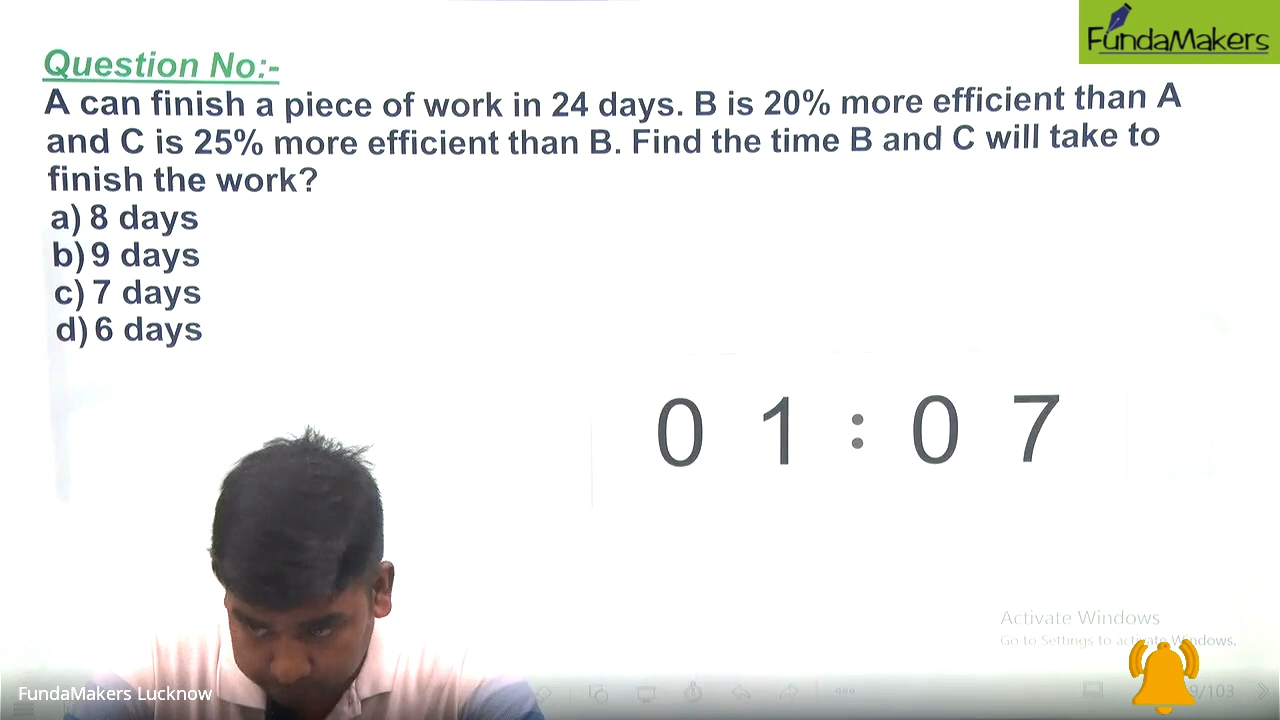 FundaMakers
Question No:-
A can finish a piece of work in 24 days. B is 20% more efficient than A
and C is 25% more efficient than B. Find the time B and C will take to
finish the work?
a) 8 days
b) 9 days
c) 7 days
d) 6 days
01:07
Activate Windows
Go to Settings to activate Windows.
FundaMakers Lucknow
9/103